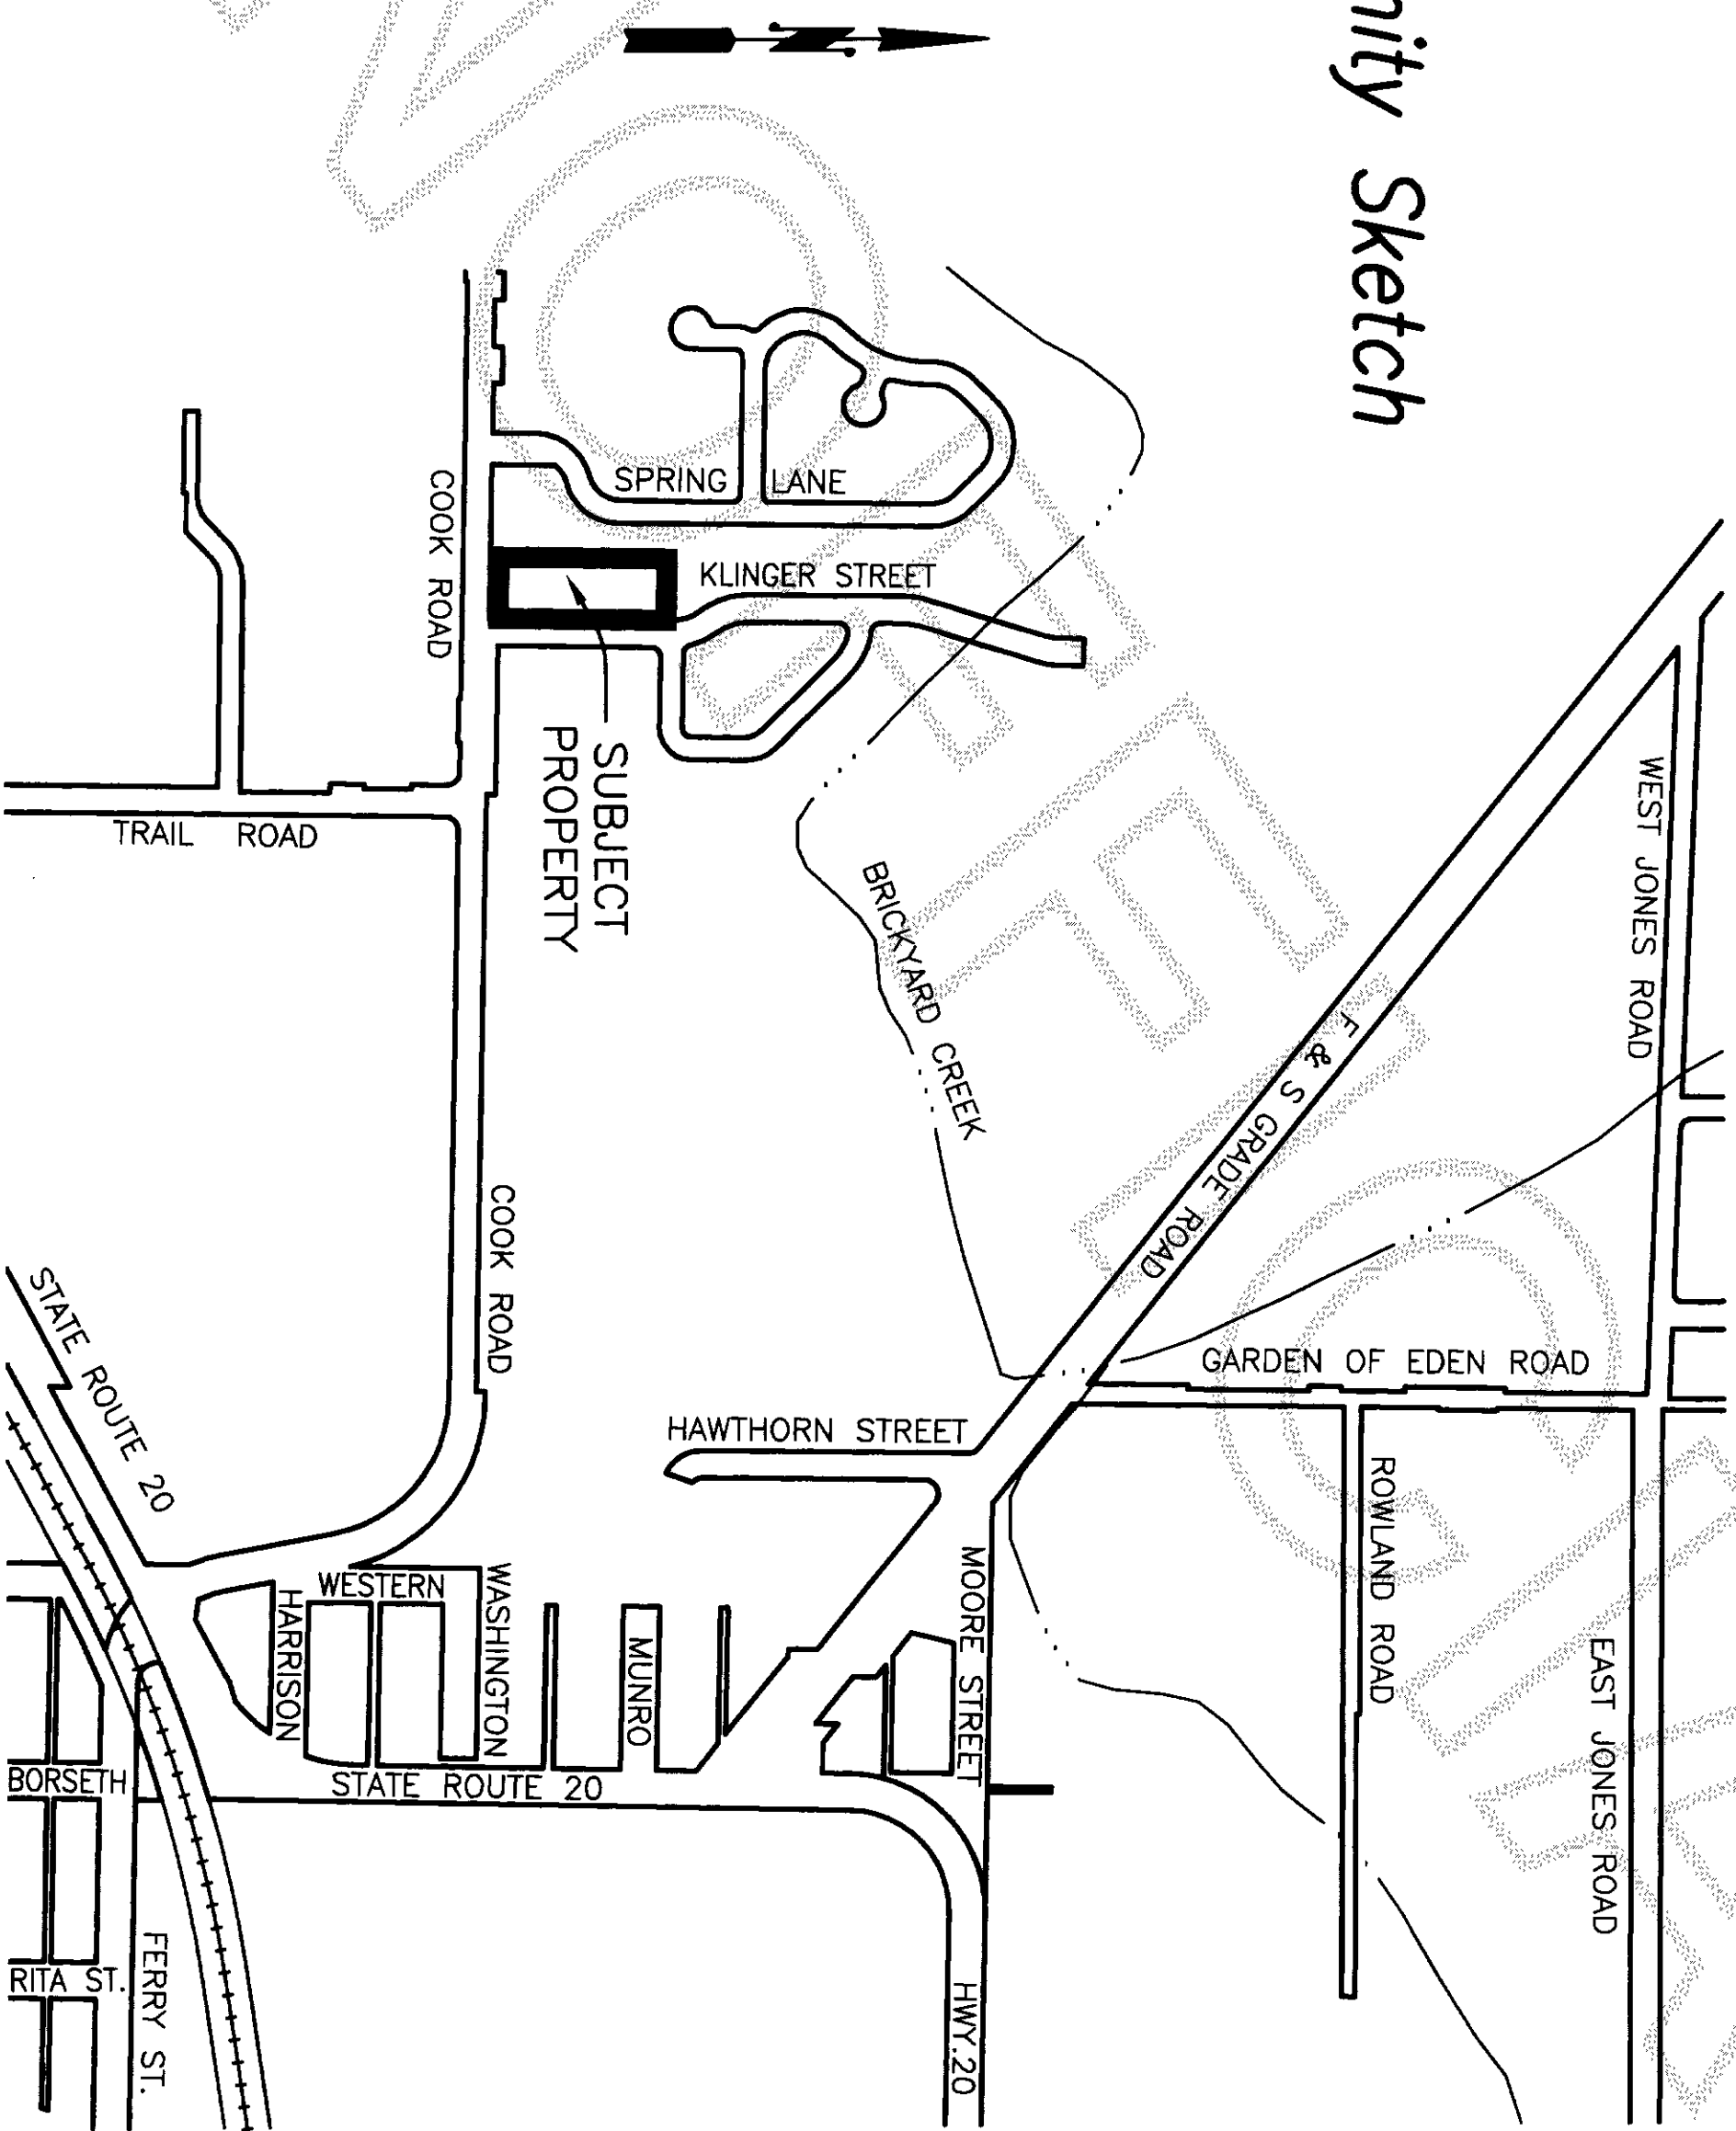 nity Sketch
N
SPRING LANE
KLINGER STREET
COOK ROAD
SUBJECT
PROPERTY
TRAIL ROAD
BRICKYARD CREEK
WEST JONES ROAD
F & S GRADE ROAD
GARDEN OF EDEN ROAD
COOK ROAD
HAWTHORN STREET
ROWLAND ROAD
EAST JONES ROAD
MOORE STREET
STATE ROUTE 20
WESTERN
WASHINGTON
HARRISON
MUNRO
STATE ROUTE 20
BORSETH
HWY.20
FERRY ST.
RITA ST.